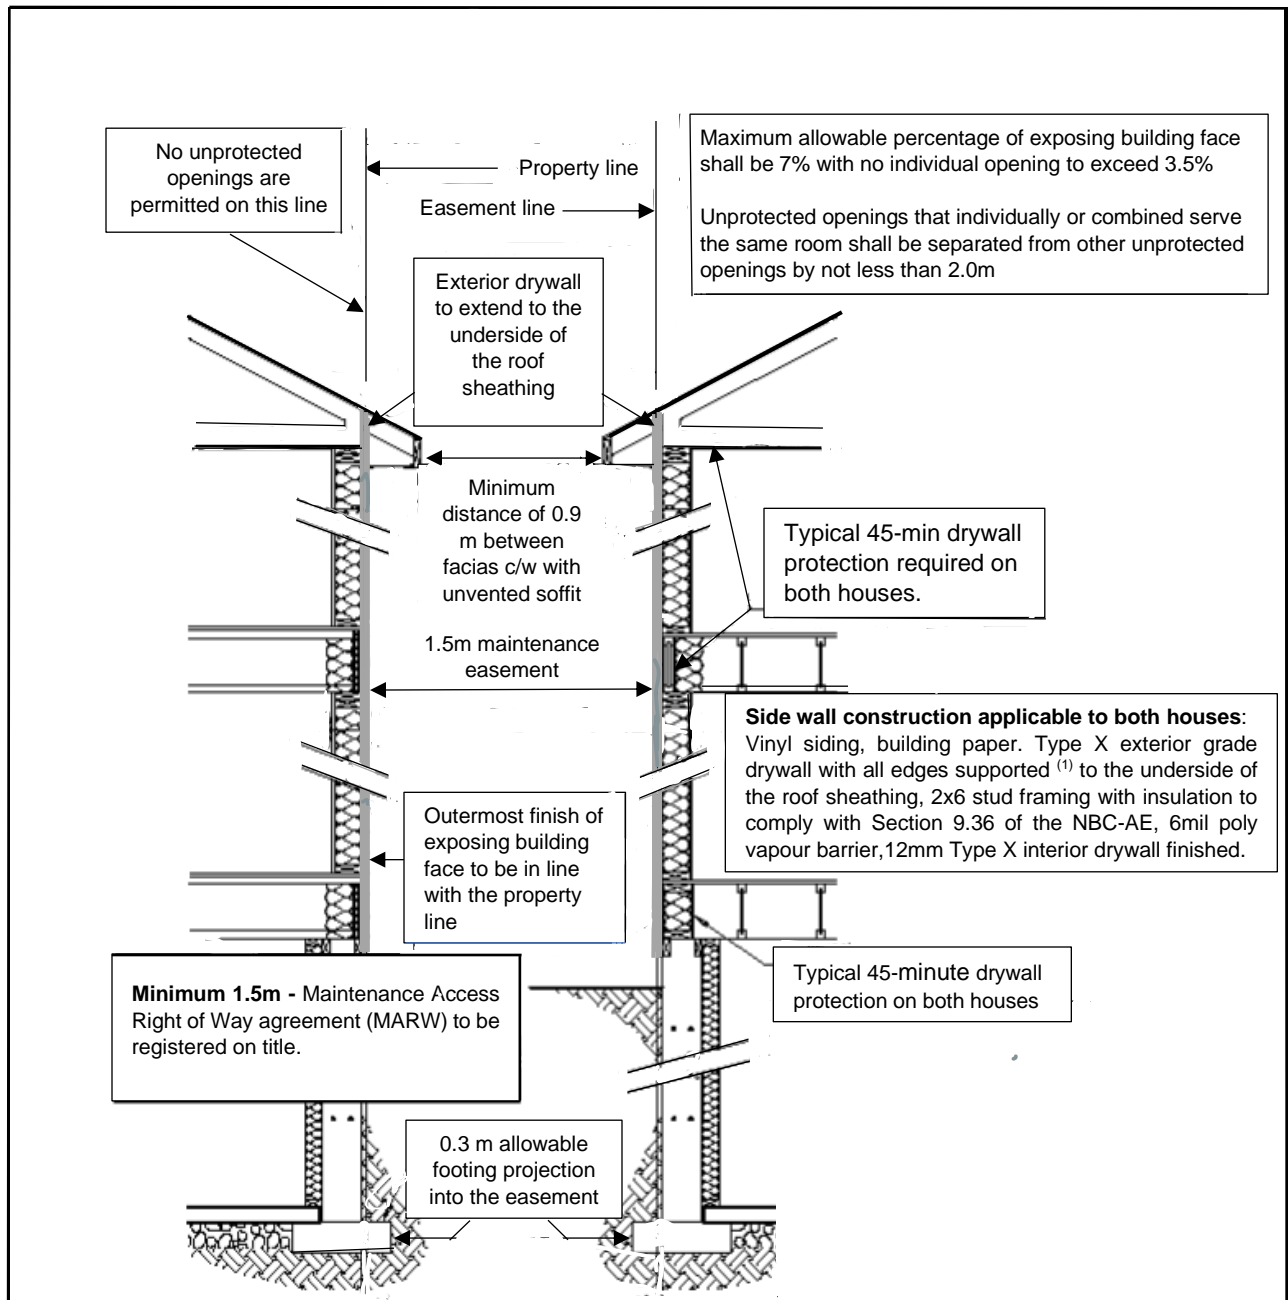 No unprotected
openings are
permitted on this line
Property line
Easement line
Maximum allowable percentage of exposing building face
shall be 7% with no individual opening to exceed 3.5%
Unprotected openings that individually or combined serve
the same room shall be separated from other unprotected
openings by not less than 2.0m
Exterior drywall
to extend to the
underside of
the roof
sheathing
Minimum
distance of 0.9
m between
facias c/w with
unvented soffit
Typical 45-min drywall
protection required on
both houses.
1.5m maintenance
easement
Side wall construction applicable to both houses:
Vinyl siding, building paper. Type X exterior grade
drywall with all edges supported (1) to the underside of
the roof sheathing, 2x6 stud framing with insulation to
comply with Section 9.36 of the NBC-AE, 6mil poly
vapour barrier,12mm Type X interior drywall finished.
Outermost finish of
exposing building
face to be in line
with the property
line
Typical 45-minute drywall
protection on both houses
Minimum 1.5m - Maintenance Access
Right of Way agreement (MARW) to be
registered on title.
0.3 m allowable
footing projection
into the easement